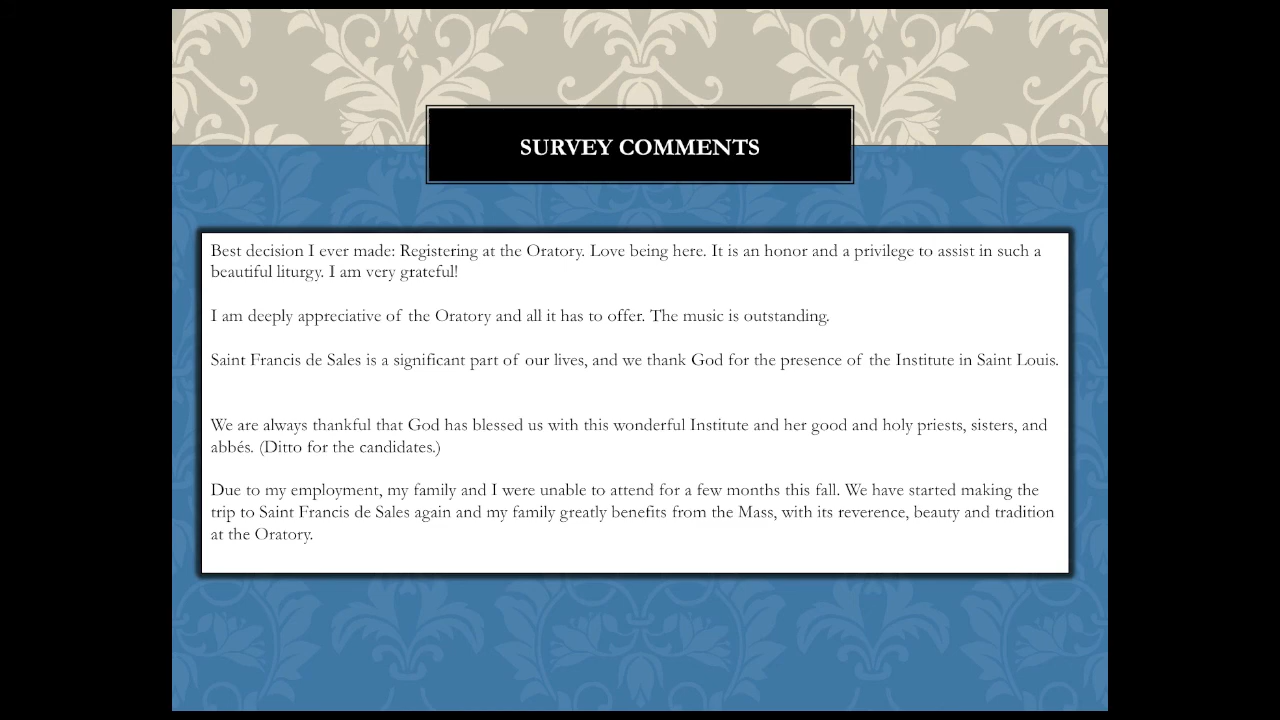 SURVEY COMMENTS
Best decision I ever made: Registering at the Oratory. Love being here. It is an honor and a privilege to assist in such a
beautiful liturgy. I am very grateful!
I am deeply appreciative of the Oratory and all it has to offer. The music is outstanding.
Saint Francis de Sales is a significant part of our lives, and we thank God for the presence of the Institute in Saint Louis.
We are always thankful that God has blessed us with this wonderful Institute and her good and holy priests, sisters, and
abbés. (Ditto for the candidates.)
Due to my employment, my family and I were unable to attend for a few months this fall. We have started making the
trip to Saint Francis de Sales again and my family greatly benefits from the Mass, with its reverence, beauty and tradition
at the Oratory.